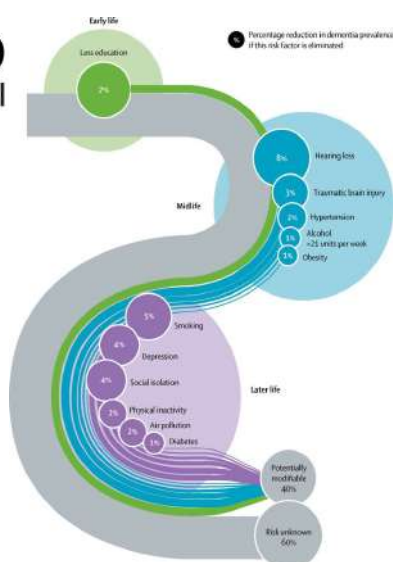 Early life
% Percentage reduction in dementia prevalence
if this risk factor is eliminated
Less education
7%
8%
Hearing loss
3%
Traumatic brain injury
Midlife
2%
Hypertension
1%
Alcohol
>21 units per week
1%
Obesity
5%
Smoking
4%
Depression
4%
Social isolation
Later life
2%
Physical inactivity
2%
Air pollution
1%
Diabetes
Potentially
modifiable
40%
Risk unknown
60%